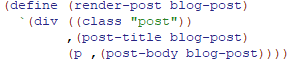 (define (render-post blog-post)
  `(div ((class "post"))
        ,(post-title blog-post)
        (p ,(post-body blog-post))))